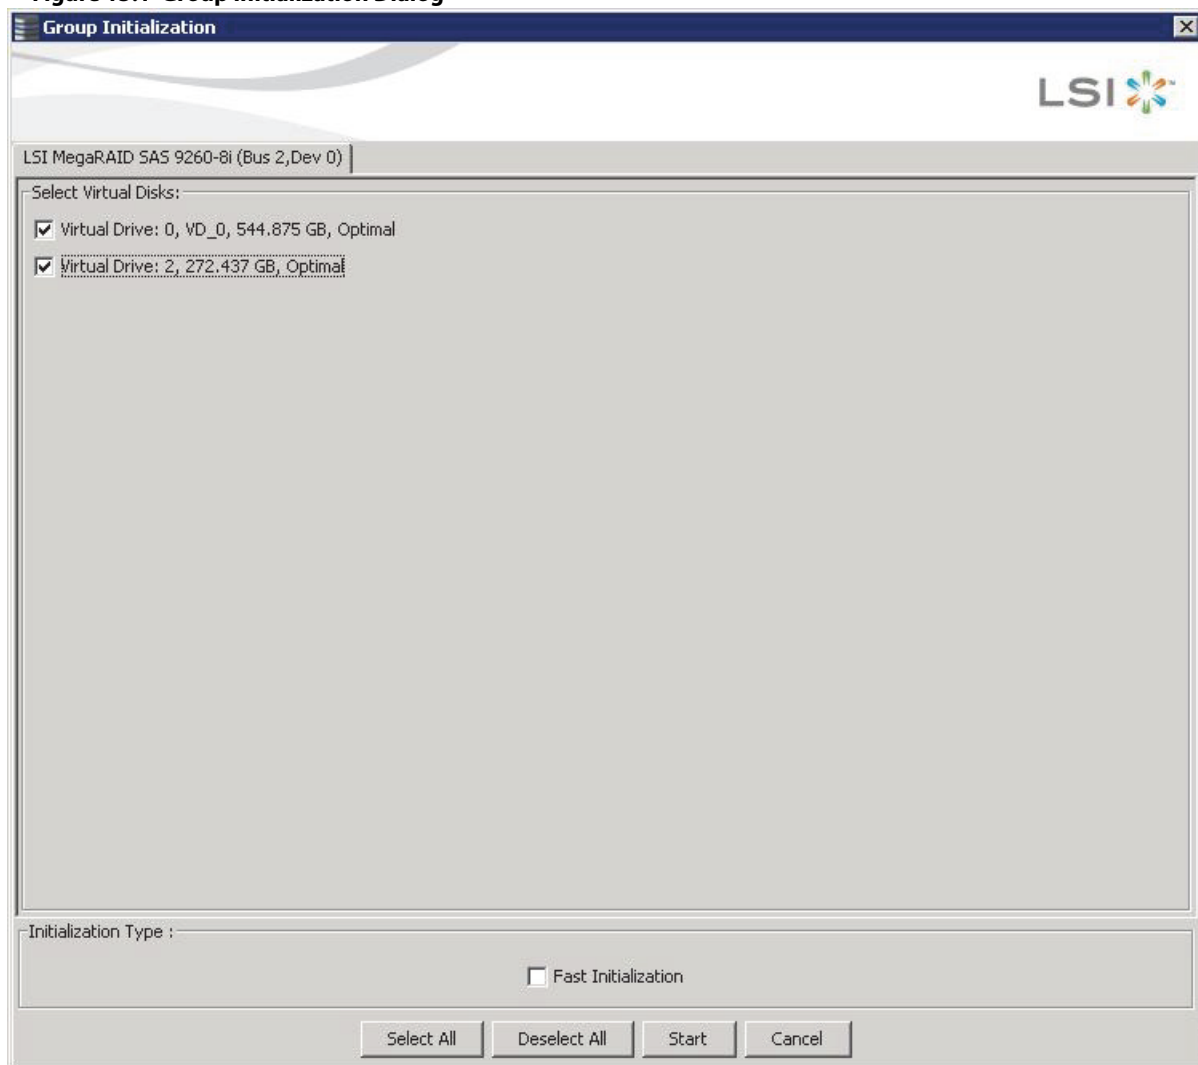 Group Initialization
LSI
LSI MegaRAID SAS 9260-8i (Bus 2,Dev 0)
Select Virtual Disks:
Virtual Drive: 0, VD_0, 544.875 GB, Optimal
Virtual Drive: 2, 272.437 GB, Optimal
Initialization Type :
Fast Initialization
Select All Deselect All Start Cancel